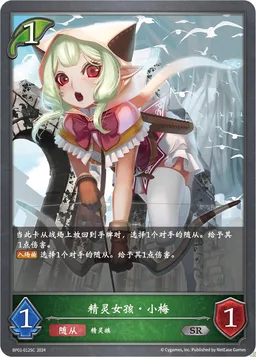 1
当此卡从战场上放回到手牌时，选择1个对手的随从。给予其
1点伤害。
入场曲 选择1个对手的随从。给予其1点伤害。
精灵女孩・小梅
1
随从
精灵族
SR
1
BP01-012SC 2024
© Cygames, Inc. Published by NetEase Games